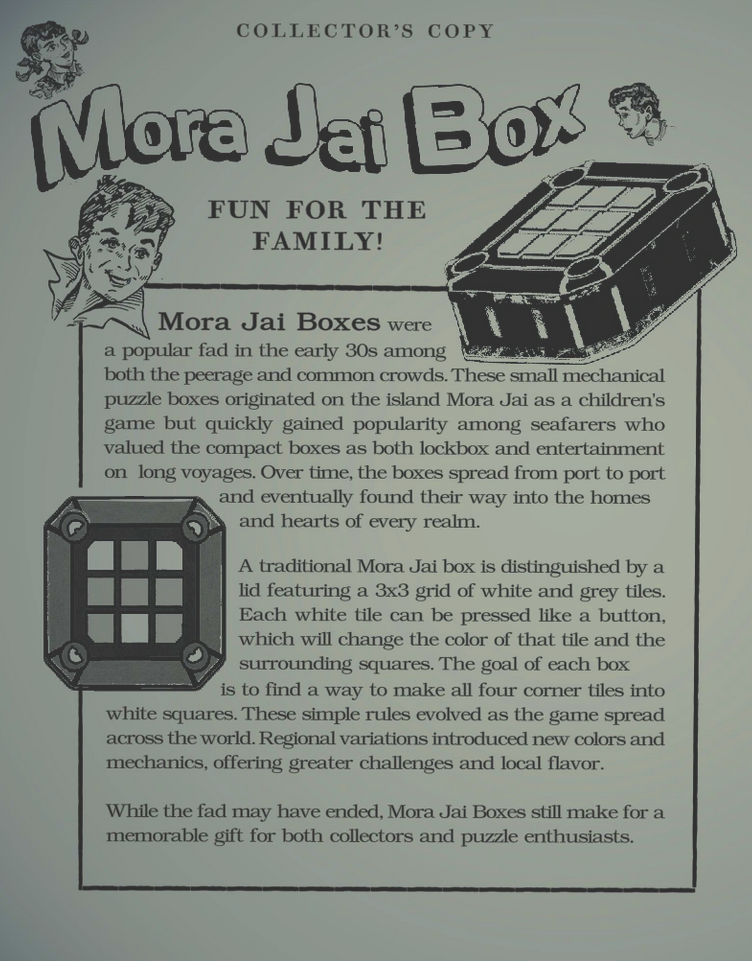 COLLECTOR'S COPY
Mora Jai Box
FUN FOR THE
FAMILY!
Mora Jai Boxes were
a popular fad in the early 30s among
both the peerage and common crowds. These small mechanical
puzzle boxes originated on the island Mora Jai as a children's
game but quickly gained popularity among seafarers who
valued the compact boxes as both lockbox and entertainment
on long voyages. Over time, the boxes spread from port to port
and eventually found their way into the homes
and hearts of every realm.
A traditional Mora Jai box is distinguished by a
lid featuring a 3x3 grid of white and grey tiles.
Each white tile can be pressed like a button,
which will change the color of that tile and the
surrounding squares. The goal of each box
is to find a way to make all four corner tiles into
white squares. These simple rules evolved as the game spread
across the world. Regional variations introduced new colors and
mechanics, offering greater challenges and local flavor.
While the fad may have ended, Mora Jai Boxes still make for a
memorable gift for both collectors and puzzle enthusiasts.